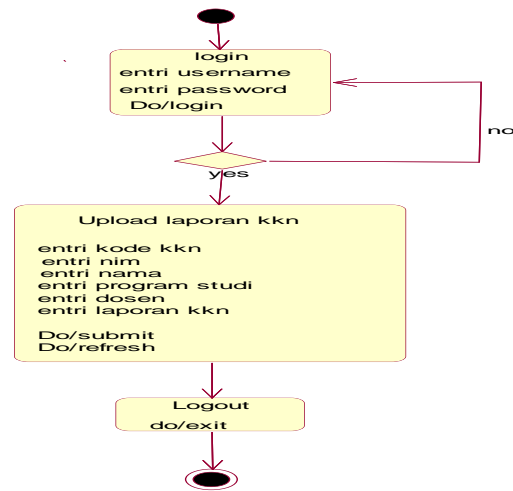 login
entri username
entri password
Do/login
no
yes
Upload laporan kkn
entri kode kkn
entri nim
entri nama
entri program studi
entri dosen
entri laporan kkn
Do/submit
Do/refresh
Logout
do/exit